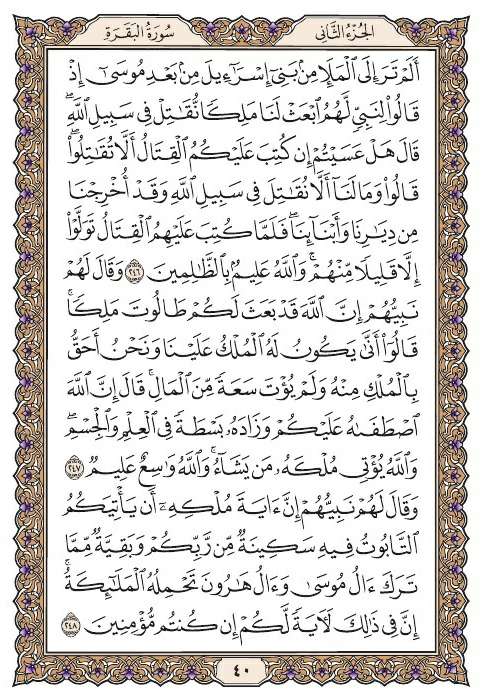 الجزء الثاني
سورة البقرة
أَلَمْ تَرَ إِلَى ٱلْمَلَإِ مِنۢ بَنِىٓ إِسْرَٰٓءِيلَ مِنۢ بَعْدِ مُوسَىٰٓ إِذْ
قَالُوا۟ لِنَبِىٍّ لَّهُمُ ٱبْعَثْ لَنَا مَلِكًا نُّقَٰتِلْ فِى سَبِيلِ ٱللَّهِ ۖ
قَالَ هَلْ عَسَيْتُمْ إِن كُتِبَ عَلَيْكُمُ ٱلْقِتَالُ أَلَّا تُقَٰتِلُوا۟ ۖ
قَالُوا۟ وَمَا لَنَآ أَلَّا نُقَٰتِلَ فِى سَبِيلِ ٱللَّهِ وَقَدْ أُخْرِجْنَا
مِن دِيَٰرِنَا وَأَبْنَآئِنَا ۖ فَلَمَّا كُتِبَ عَلَيْهِمُ ٱلْقِتَالُ تَوَلَّوْا۟
إِلَّا قَلِيلًا مِّنْهُمْ ۗ وَٱللَّهُ عَلِيمٌۢ بِٱلظَّٰلِمِينَ ٢٤٦ وَقَالَ لَهُمْ
نَبِيُّهُمْ إِنَّ ٱللَّهَ قَدْ بَعَثَ لَكُمْ طَالُوتَ مَلِكًا ۚ
قَالُوٓا۟ أَنَّىٰ يَكُونُ لَهُ ٱلْمُلْكُ عَلَيْنَا وَنَحْنُ أَحَقُّ
بِٱلْمُلْكِ مِنْهُ وَلَمْ يُؤْتَ سَعَةً مِّنَ ٱلْمَالِ ۚ قَالَ إِنَّ ٱللَّهَ
ٱصْطَفَىٰهُ عَلَيْكُمْ وَزَادَهُۥ بَسْطَةً فِى ٱلْعِلْمِ وَٱلْجِسْمِ ۖ
وَٱللَّهُ يُؤْتِى مُلْكَهُۥ مَن يَشَآءُ ۚ وَٱللَّهُ وَٰسِعٌ عَلِيمٌ ٢٤٧
وَقَالَ لَهُمْ نَبِيُّهُمْ إِنَّ ءَايَةَ مُلْكِهِۦٓ أَن يَأْتِيَكُمُ
ٱلتَّابُوتُ فِيهِ سَكِينَةٌ مِّن رَّبِّكُمْ وَبَقِيَّةٌ مِّمَّا
تَرَكَ ءَالُ مُوسَىٰ وَءَالُ هَٰرُونَ تَحْمِلُهُ ٱلْمَلَٰٓئِكَةُ ۚ
إِنَّ فِى ذَٰلِكَ لَءَايَةً لَّكُمْ إِن كُنتُم مُّؤْمِنِينَ ٢٤٨
٤٠